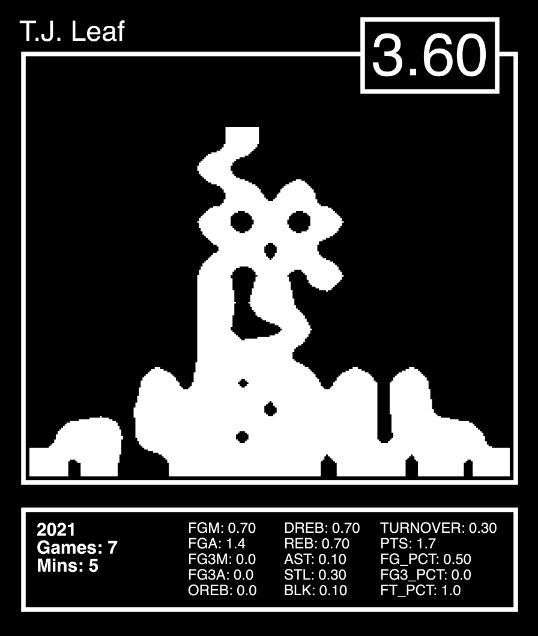 T.J. Leaf
3.60
2021
Games: 7
Mins: 5
FGM: 0.70
FGA: 1.4
FG3M: 0.0
FG3A: 0.0
OREB: 0.0
DREB: 0.70
REB: 0.70
AST: 0.10
STL: 0.30
BLK: 0.10
TURNOVER: 0.30
PTS: 1.7
FG_PCT: 0.50
FG3_PCT: 0.0
FT_PCT: 1.0